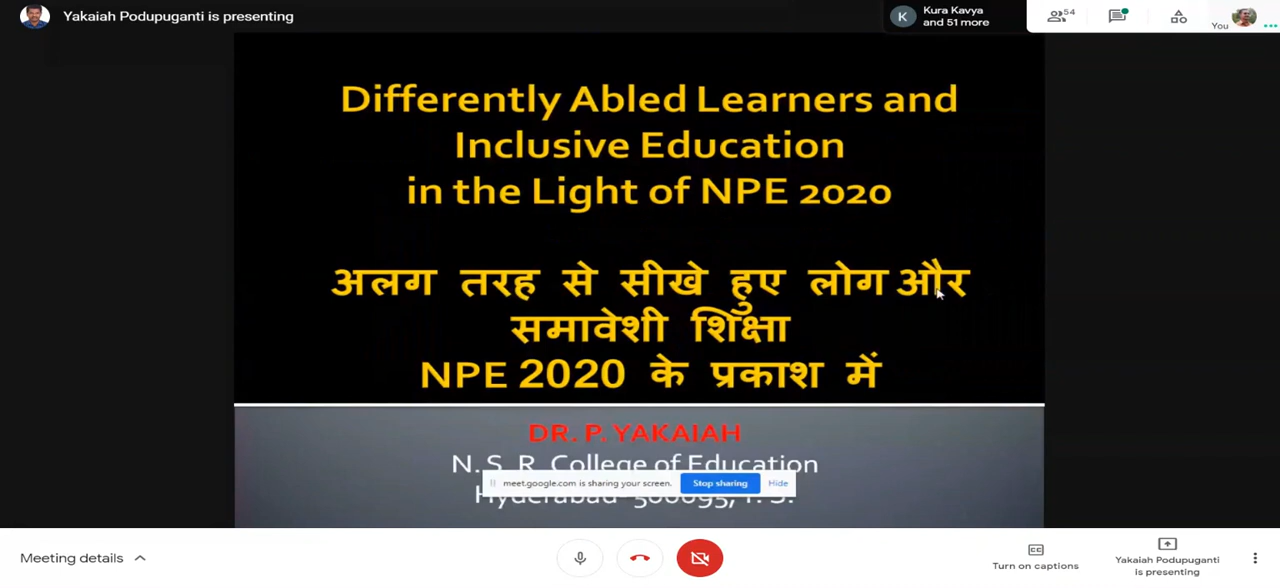 Yakaiah Podupuganti is presenting
K
Kura Kavya
and 51 more
54
You
Differently Abled Learners and
Inclusive Education
in the Light of NPE 2020
अलग तरह से सीखे हुए लोग और
समावेशी शिक्षा
NPE 2020 के प्रकाश में
DR. P. YAKAIAH
N. S. R. College of Education
meet.google.com is sharing your screen.
Stop sharing
Hide
Hyderabad 500095, T. S.
Meeting details
Turn on captions
Yakaiah Podupuganti
is presenting